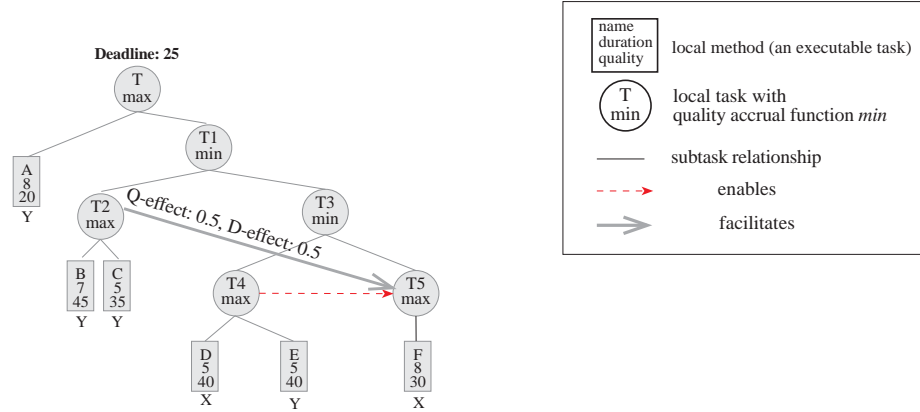 Deadline: 25
T
max
T1
min
A
8
20
Y
T2
max
Q-effect: 0.5, D-effect: 0.5
T3
min
B
7
45
Y
C
5
35
Y
T4
max
T5
max
D
5
40
X
E
5
40
Y
F
8
30
X
name
duration
quality
local method (an executable task)
T
min
local task with
quality accrual function min
subtask relationship
enables
facilitates